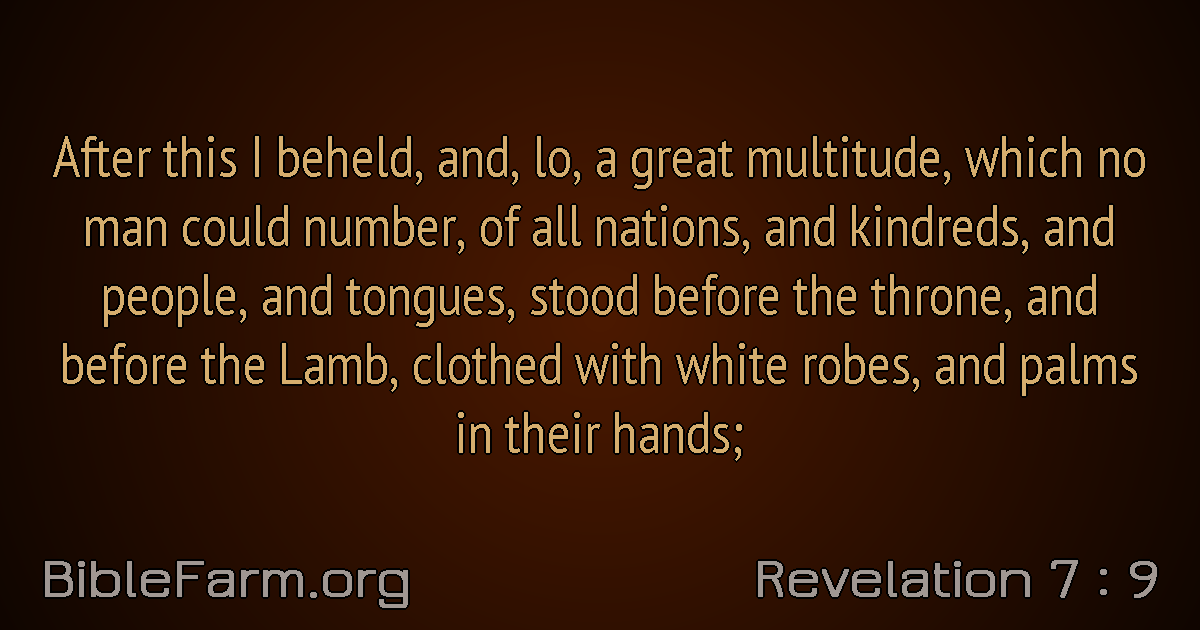 After this I beheld, and, lo, a great multitude, which no
man could number, of all nations, and kindreds, and
people, and tongues, stood before the throne, and
before the Lamb, clothed with white robes, and palms
in their hands;
BibleFarm.org
Revelation 7 : 9